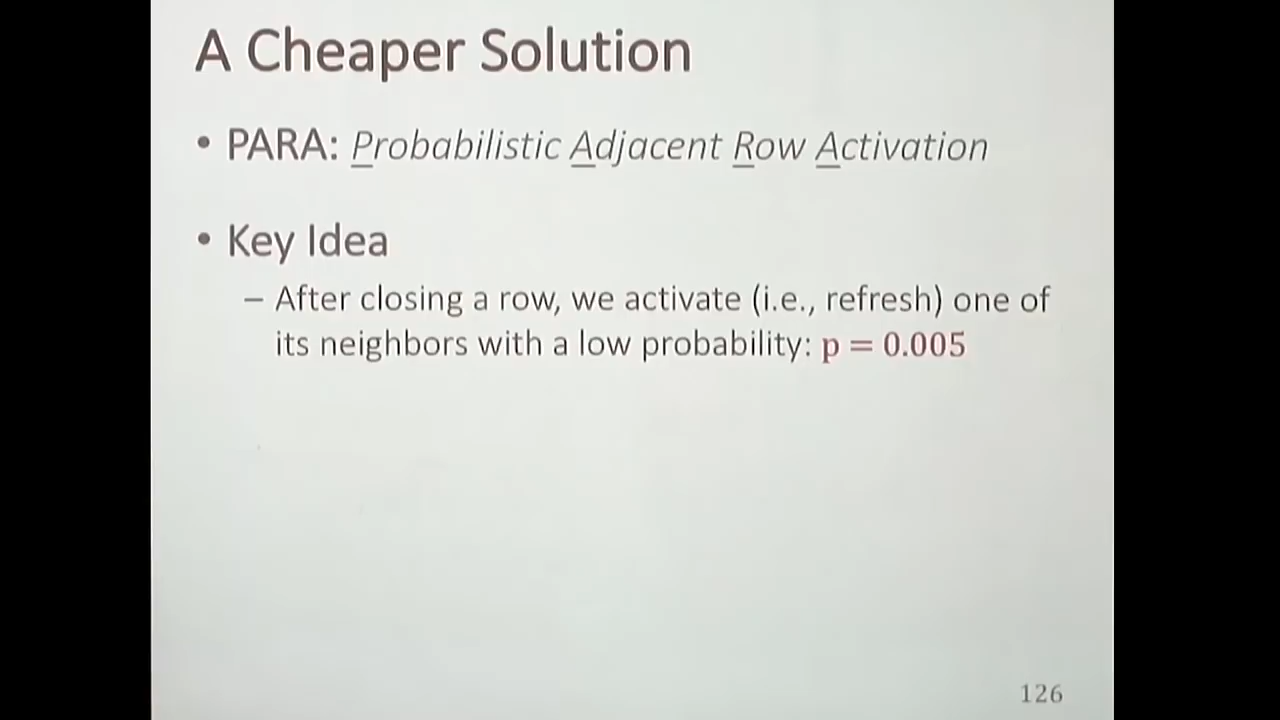 A Cheaper Solution
• PARA: Probabilistic Adjacent Row Activation
• Key Idea
– After closing a row, we activate (i.e., refresh) one of
its neighbors with a low probability: p = 0.005
126